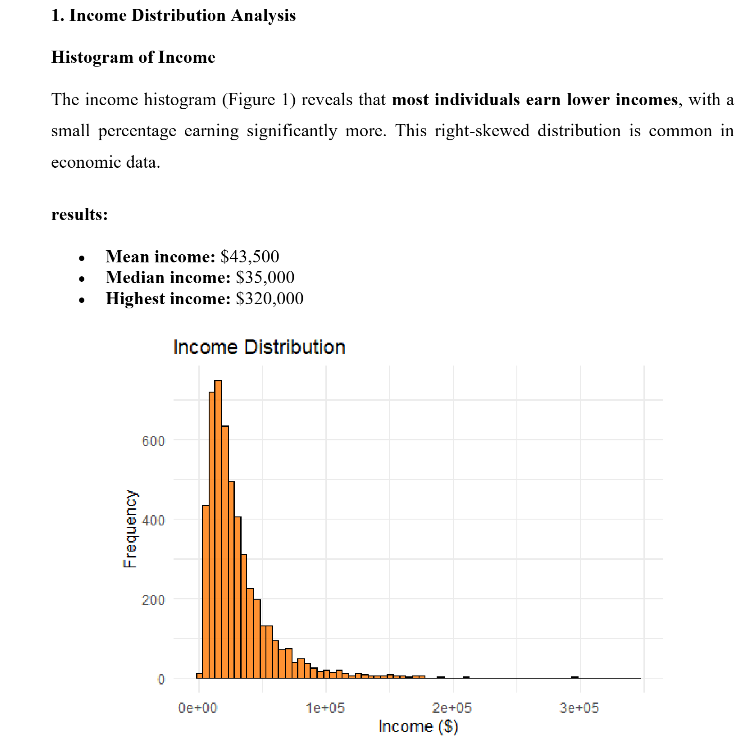 1. Income Distribution Analysis
Histogram of Income
The income histogram (Figure 1) reveals that most individuals earn lower incomes, with a
small percentage earning significantly more. This right-skewed distribution is common in
economic data.
results:
• Mean income: $43,500
• Median income: $35,000
• Highest income: $320,000
Income Distribution
600
400
200
0
Frequency
0e+00 1e+05 2e+05 3e+05
Income ($)